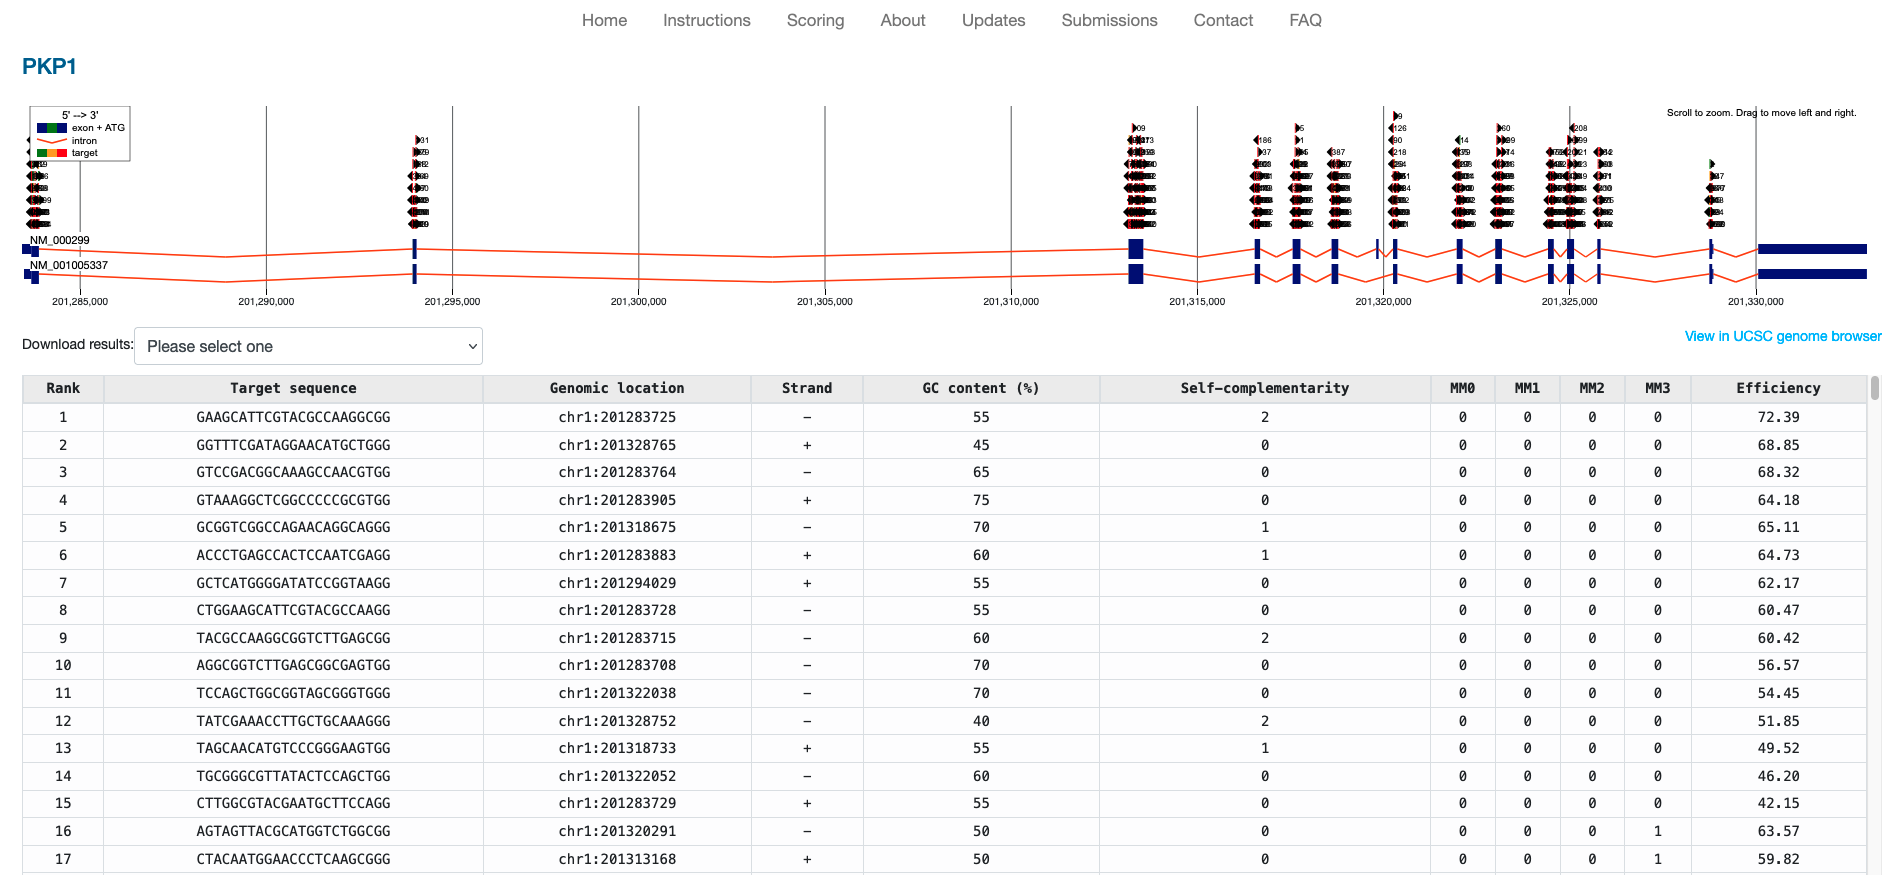 Home Instructions Scoring About Updates Submissions Contact FAQ
PKP1
5' --> 3'
exon + ATG
intron
target
Scroll to zoom. Drag to move left and right.
NM_000299
NM_001005337
201,285,000 201,290,000 201,295,000 201,300,000 201,305,000 201,310,000 201,315,000 201,320,000 201,325,000 201,330,000
Download results: Please select one
View in UCSC genome browser
Rank Target sequence Genomic location Strand GC content (%) Self-complementarity MM0 MM1 MM2 MM3 Efficiency
1 GAAGCATTCGTACGCCAAGGCGG chr1:201283725 – 55 2 0 0 0 0 72.39
2 GGTTTCGATAGGAACATGCTGGG chr1:201328765 + 45 0 0 0 0 0 68.85
3 GTCCGACGGCAAAGCCAACGTGG chr1:201283764 – 65 0 0 0 0 0 68.32
4 GTAAAGGCTCGGCCCCCGCGTGG chr1:201283905 + 75 0 0 0 0 0 64.18
5 GCGGTCGGCCAGAACAGGCAGGG chr1:201318675 – 70 1 0 0 0 0 65.11
6 ACCCTGAGCCACTCCAATCGAGG chr1:201283883 + 60 1 0 0 0 0 64.73
7 GCTCATGGGGATATCCGGTAAGG chr1:201294029 + 55 0 0 0 0 0 62.17
8 CTGGAAGCATTCGTACGCCAAGG chr1:201283728 – 55 0 0 0 0 0 60.47
9 TACGCCAAGGCGGTCTTGAGCGG chr1:201283715 – 60 2 0 0 0 0 60.42
10 AGGCGGTCTTGAGCGGCGAGTGG chr1:201283708 – 70 0 0 0 0 0 56.57
11 TCCAGCTGGCGGTAGCGGGTGGG chr1:201322038 – 70 0 0 0 0 0 54.45
12 TATCGAAACCTTGCTGCAAAGGG chr1:201328752 – 40 2 0 0 0 0 51.85
13 TAGCAACATGTCCCGGGAAGTGG chr1:201318733 + 55 1 0 0 0 0 49.52
14 TGCGGGCGTTATACTCCAGCTGG chr1:201322052 – 60 0 0 0 0 0 46.20
15 CTTGGCGTACGAATGCTTCCAGG chr1:201283729 + 55 0 0 0 0 0 42.15
16 AGTAGTTACGCATGGTCTGGCGG chr1:201320291 – 50 0 0 0 0 1 63.57
17 CTACAATGGAACCCTCAAGCGGG chr1:201313168 + 50 0 0 0 0 1 59.82